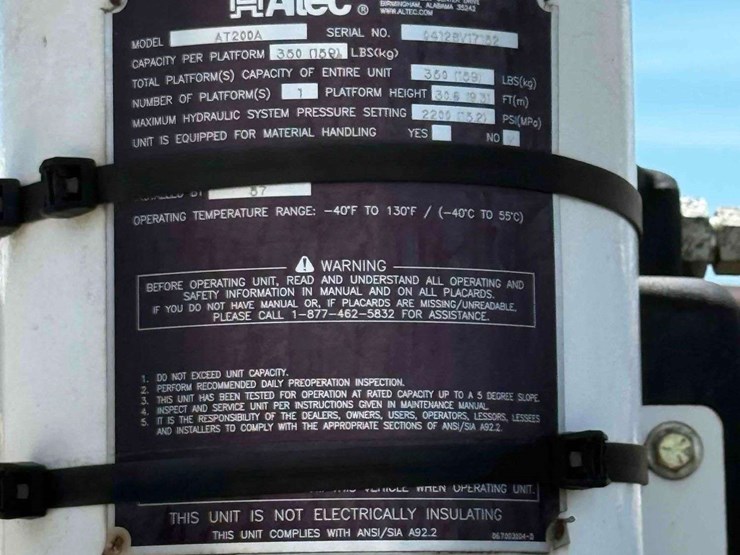 Altec ®
BIRMINGHAM, ALABAMA 35243
WWW.ALTEC.COM
MODEL AT200A SERIAL NO.
CAPACITY PER PLATFORM 350 (159) LBS(kg)
TOTAL PLATFORM(S) CAPACITY OF ENTIRE UNIT 350 (159) LBS(kg)
NUMBER OF PLATFORM(S) 1 PLATFORM HEIGHT FT(m)
MAXIMUM HYDRAULIC SYSTEM PRESSURE SETTING 2200 (15.2) PSI(MPa)
UNIT IS EQUIPPED FOR MATERIAL HANDLING YES NO
INSTALLED BY 87
OPERATING TEMPERATURE RANGE: -40°F TO 130°F / (-40°C TO 55°C)
WARNING
BEFORE OPERATING UNIT, READ AND UNDERSTAND ALL OPERATING AND
SAFETY INFORMATION IN MANUAL AND ON ALL PLACARDS.
IF YOU DO NOT HAVE MANUAL OR, IF PLACARDS ARE MISSING/UNREADABLE,
PLEASE CALL 1-877-462-5832 FOR ASSISTANCE.
1. DO NOT EXCEED UNIT CAPACITY.
2. PERFORM RECOMMENDED DAILY PREOPERATION INSPECTION.
3. THIS UNIT HAS BEEN TESTED FOR OPERATION AT RATED CAPACITY UP TO A 5 DEGREE SLOPE.
4. INSPECT AND SERVICE UNIT PER INSTRUCTIONS GIVEN IN MAINTENANCE MANUAL.
5. IT IS THE RESPONSIBILITY OF THE DEALERS, OWNERS, USERS, OPERATORS, LESSORS, LESSEES
AND INSTALLERS TO COMPLY WITH THE APPROPRIATE SECTIONS OF ANSI/SIA A92.2.
VEHICLE WHEN OPERATING UNIT.
THIS UNIT IS NOT ELECTRICALLY INSULATING
THIS UNIT COMPLIES WITH ANSI/SIA A92.2